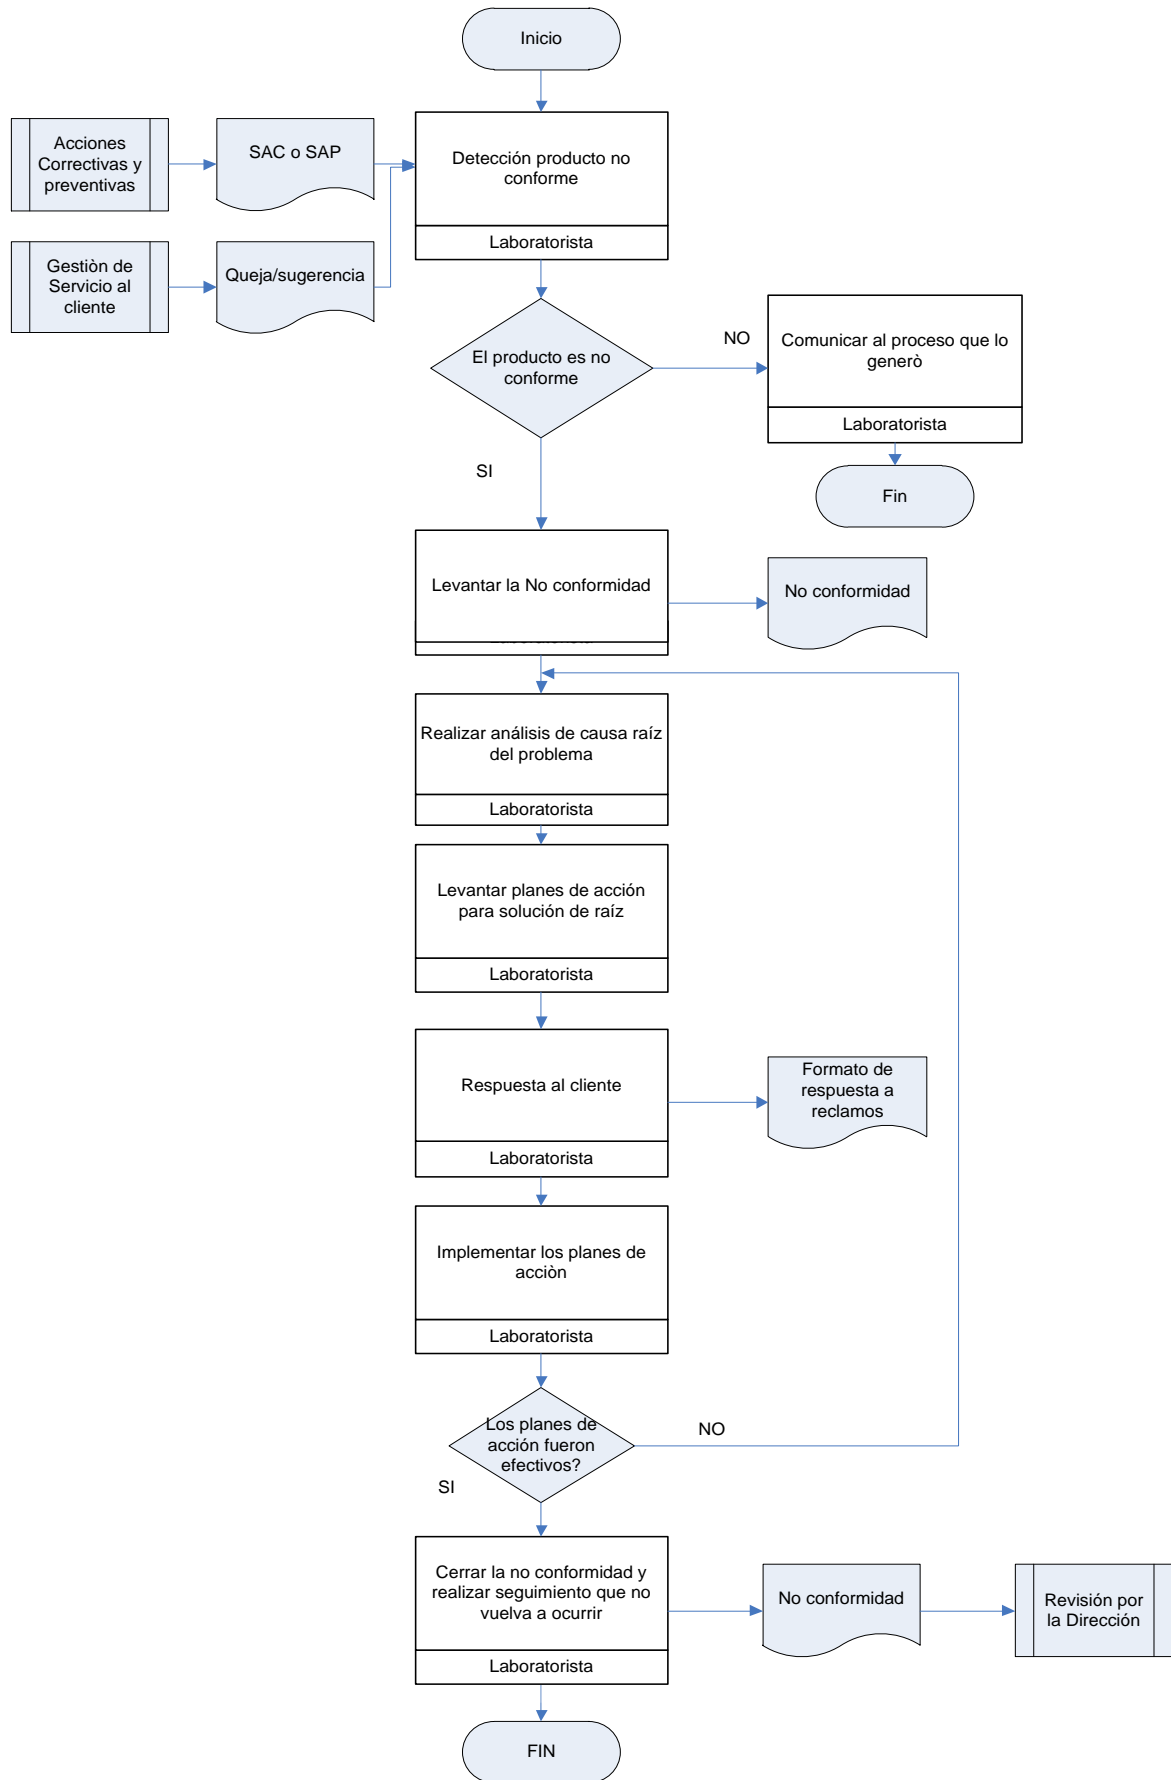 Inicio
Acciones
Correctivas y
preventivas
SAC o SAP
Detección producto no
conforme
Laboratorista
Gestiòn de
Servicio al
cliente
Queja/sugerencia
El producto es no
conforme
NO
Comunicar al proceso que lo
generò
Laboratorista
SI
Fin
Levantar la No conformidad
No conformidad
Realizar análisis de causa raíz
del problema
Laboratorista
Levantar planes de acción
para solución de raíz
Laboratorista
Respuesta al cliente
Laboratorista
Formato de
respuesta a
reclamos
Implementar los planes de
acciòn
Laboratorista
Los planes de
acción fueron
efectivos?
NO
SI
Cerrar la no conformidad y
realizar seguimiento que no
vuelva a ocurrir
Laboratorista
No conformidad
Revisión por
la Dirección
FIN